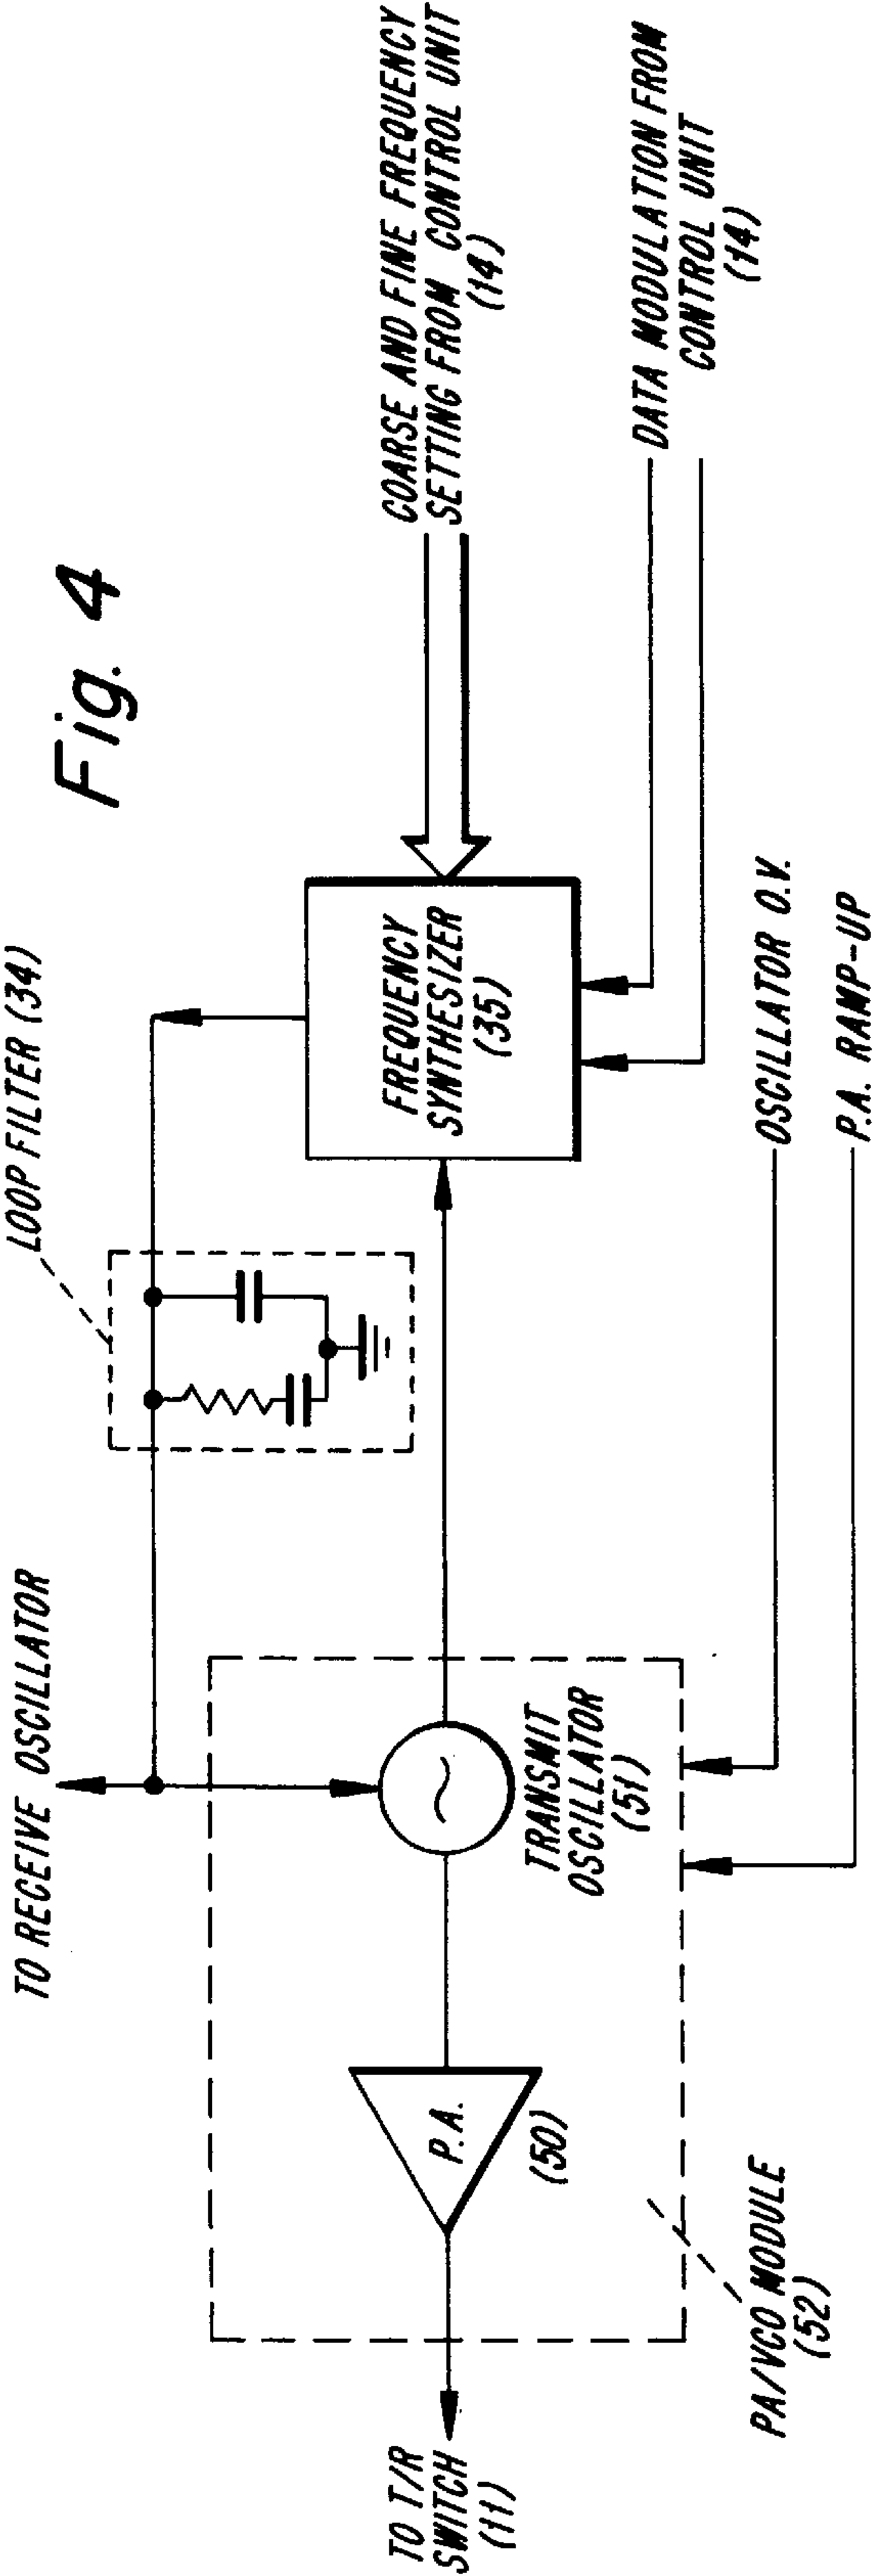 Fig. 4
TO RECEIVE OSCILLATOR
LOOP FILTER (34)
COARSE AND FINE FREQUENCY
SETTING FROM CONTROL UNIT
(14)
FREQUENCY
SYNTHESIZER
(35)
DATA MODULATION FROM
CONTROL UNIT
(14)
TRANSMIT
OSCILLATOR
(51)
P.A.
(50)
TO T/R
SWITCH
(11)
PA/VCO MODULE
(52)
OSCILLATOR O.V.
P.A. RAMP-UP